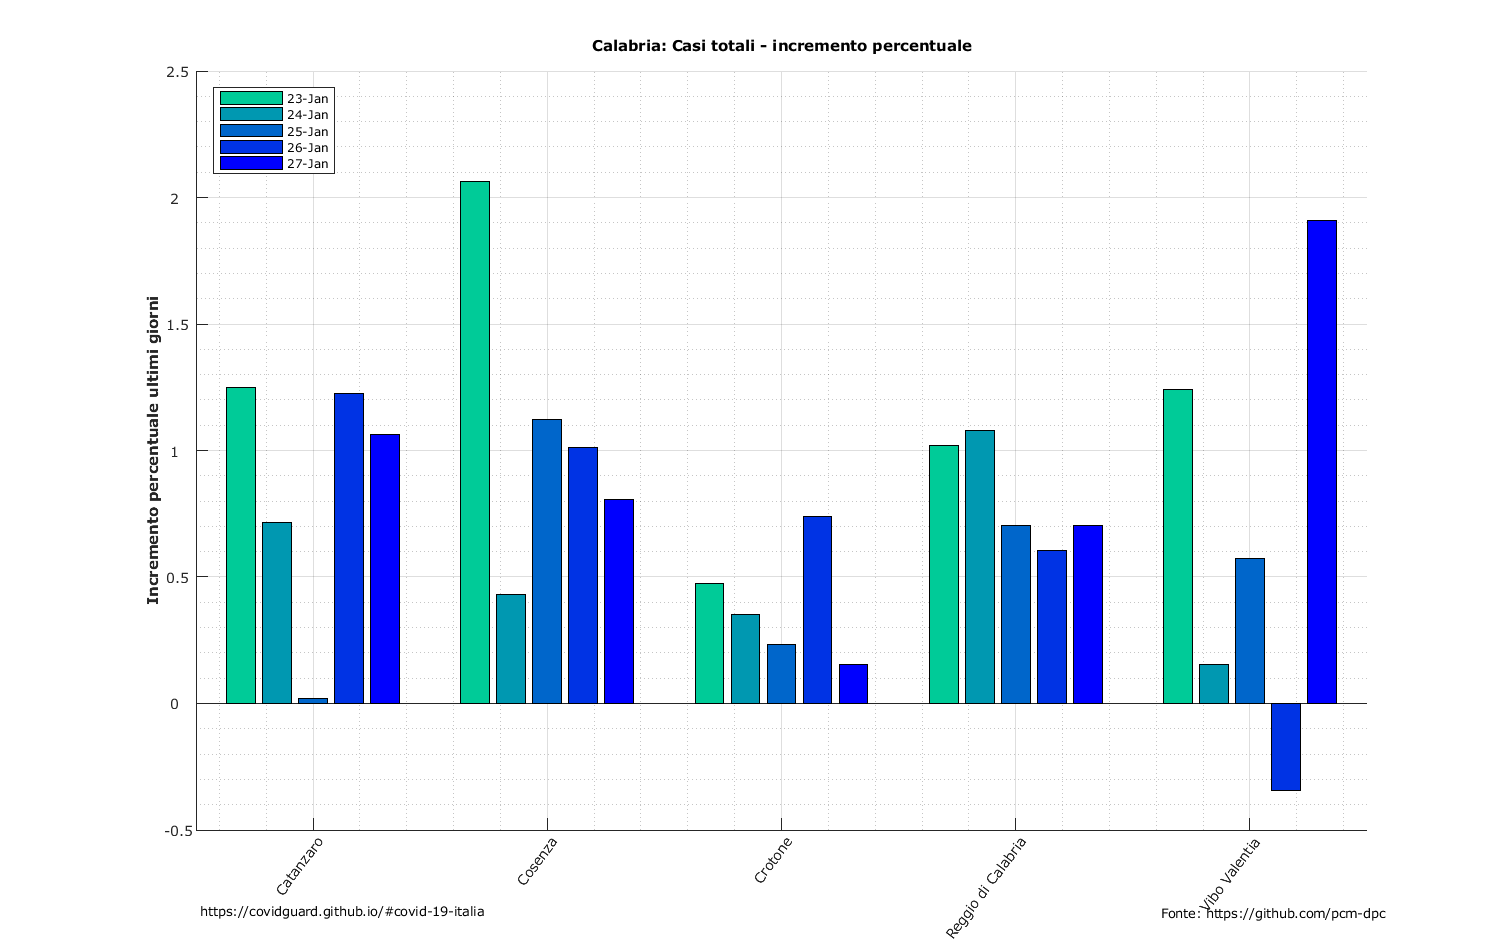 Calabria: Casi totali - incremento percentuale
2.5
2
1.5
1
0.5
0
-0.5
Incremento percentuale ultimi giorni
23-Jan
24-Jan
25-Jan
26-Jan
27-Jan
Catanzaro
Cosenza
Crotone
Reggio di Calabria
Vibo Valentia
https://covidguard.github.io/#covid-19-italia
Fonte: https://github.com/pcm-dpc